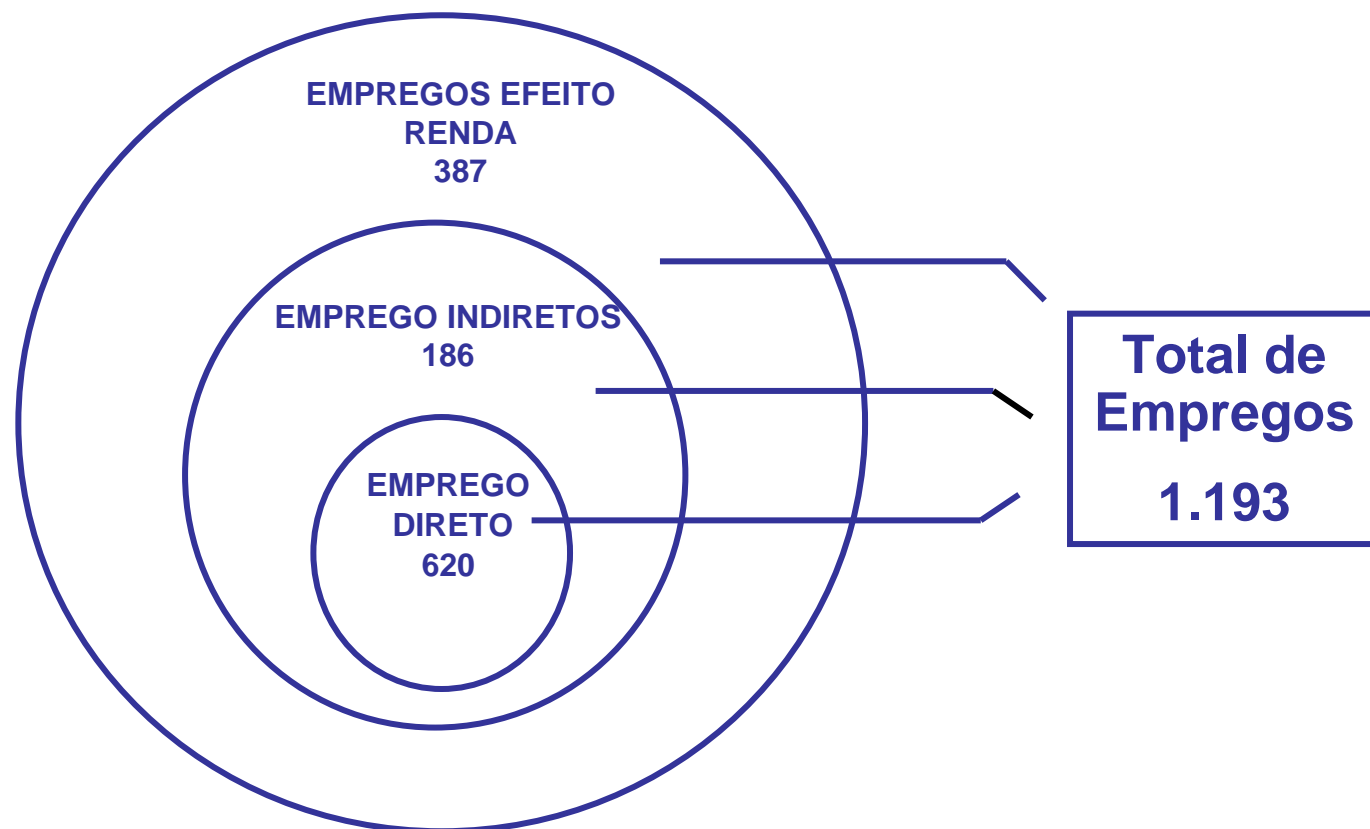 EMPREGOS EFEITO
RENDA
387
EMPREGO INDIRETOS
186
EMPREGO
DIRETO
620
Total de
Empregos
1.193